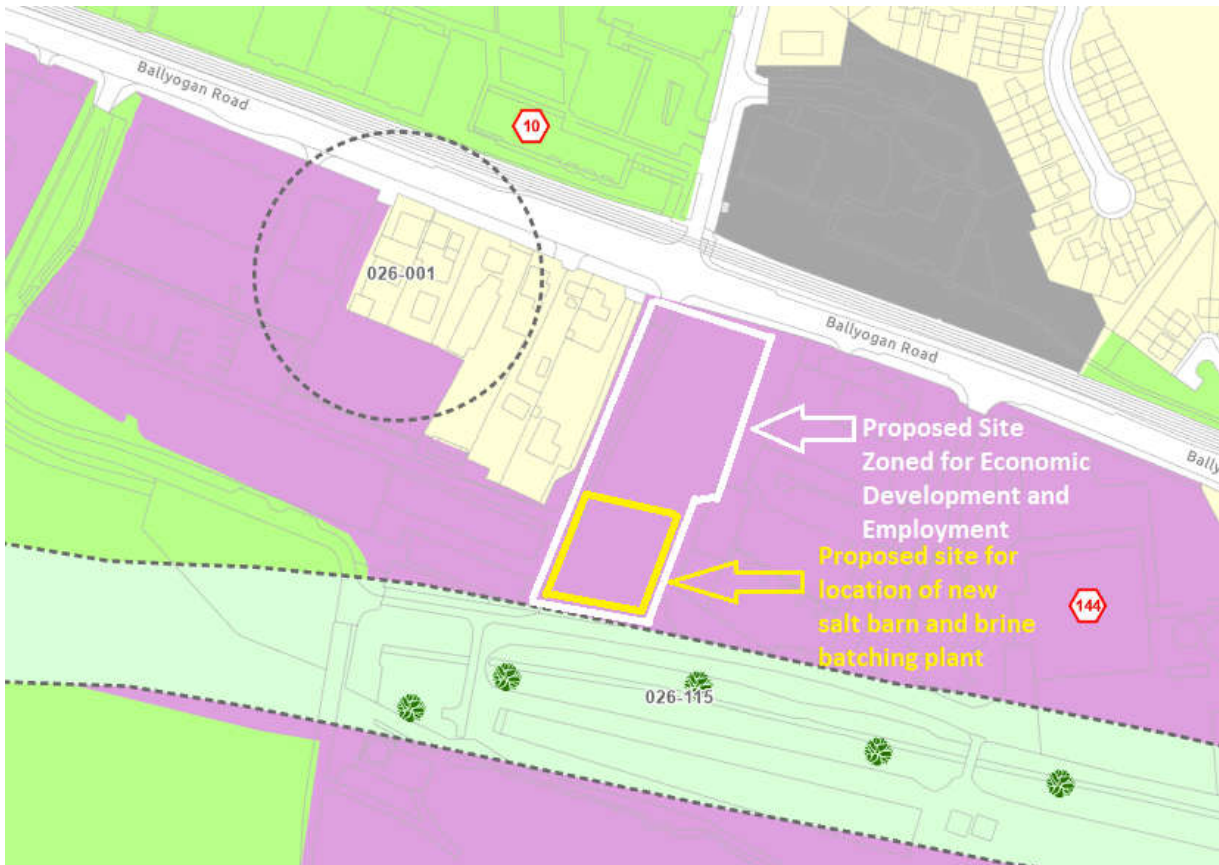 Ballyogan Road
10
026-001
Ballyogan Road
Bally
Proposed Site
Zoned for Economic
Development and
Employment
Proposed site for
location of new
salt barn and brine
batching plant
144
026-115